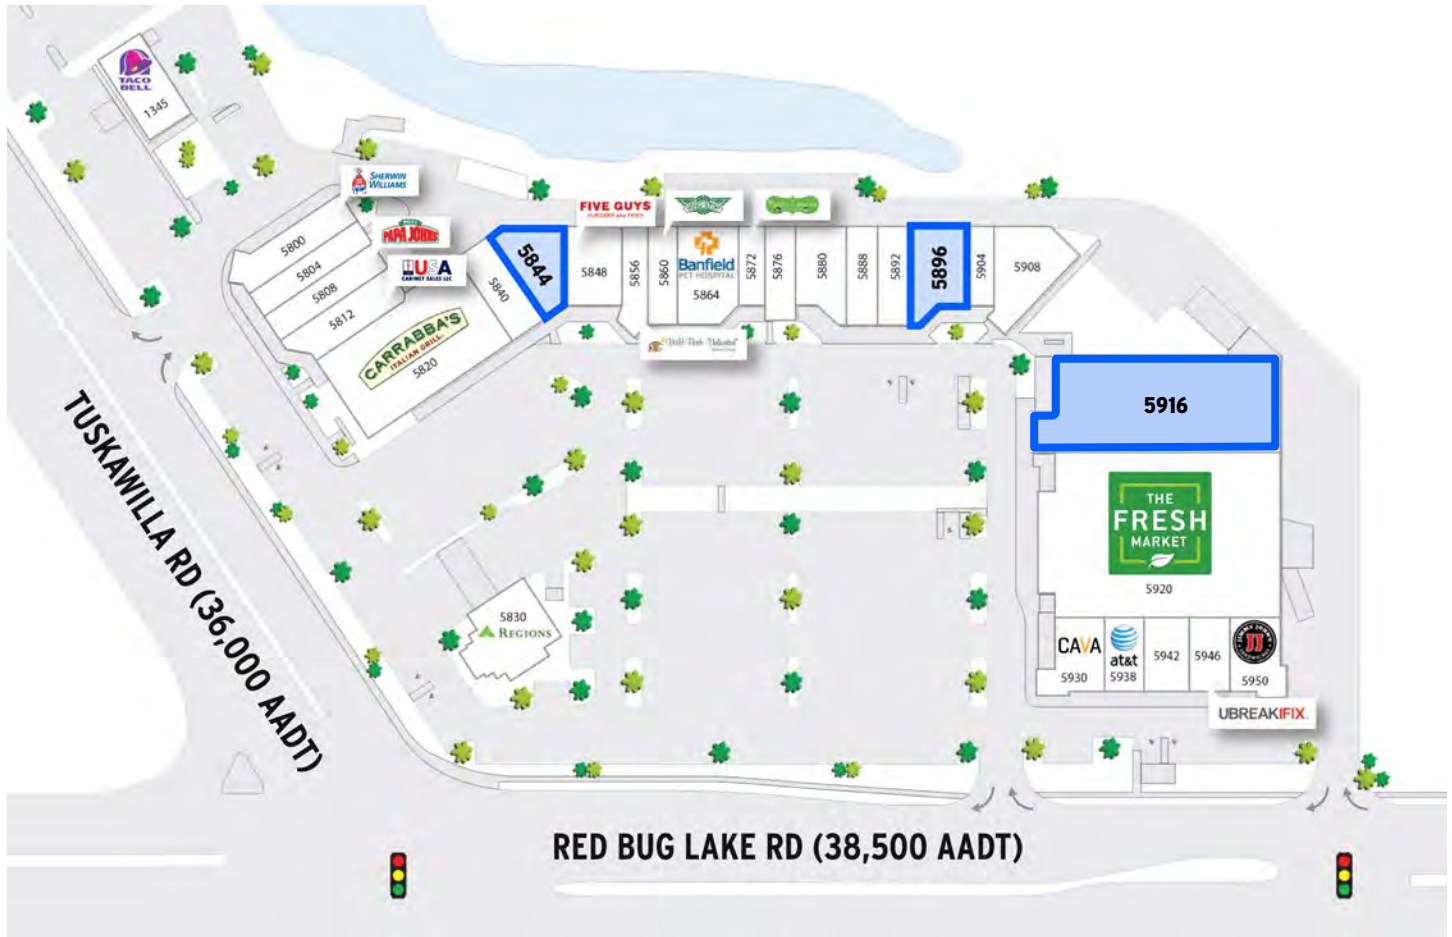 TACO
BELL
1345
SHERWIN
WILLIAMS
PAPA JOHNS
USA
CABINET SALES LLC
5800
5804
5808
5812
CARRABBA'S
ITALIAN GRILL
5820
5840
5844
FIVE GUYS
BURGERS and FRIES
5848
5856
5860
Banfield
PET HOSPITAL
5864
5872
5876
5880
5888
5892
5896
5904
5908
5916
THE
FRESH
MARKET
5920
CAVA
5930
at&t
5938
5942
5946
JIMMY JOHN'S
JJ
5950
UBREAKIFIX.
5830
REGIONS
TUSKAWILLA RD (36,000 AADT)
RED BUG LAKE RD (38,500 AADT)